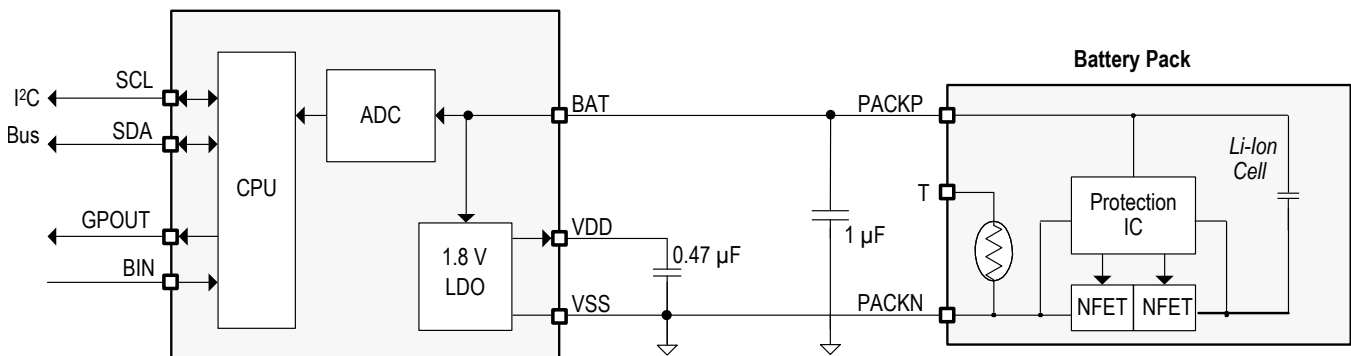 Battery Pack
SCL
I²C
BAT
PACKP
ADC
Bus
SDA
Li-Ion
Cell
CPU
T
Protection
IC
GPOUT
VDD
1.8 V
LDO
0.47 µF
1 µF
BIN
VSS
PACKN
NFET NFET